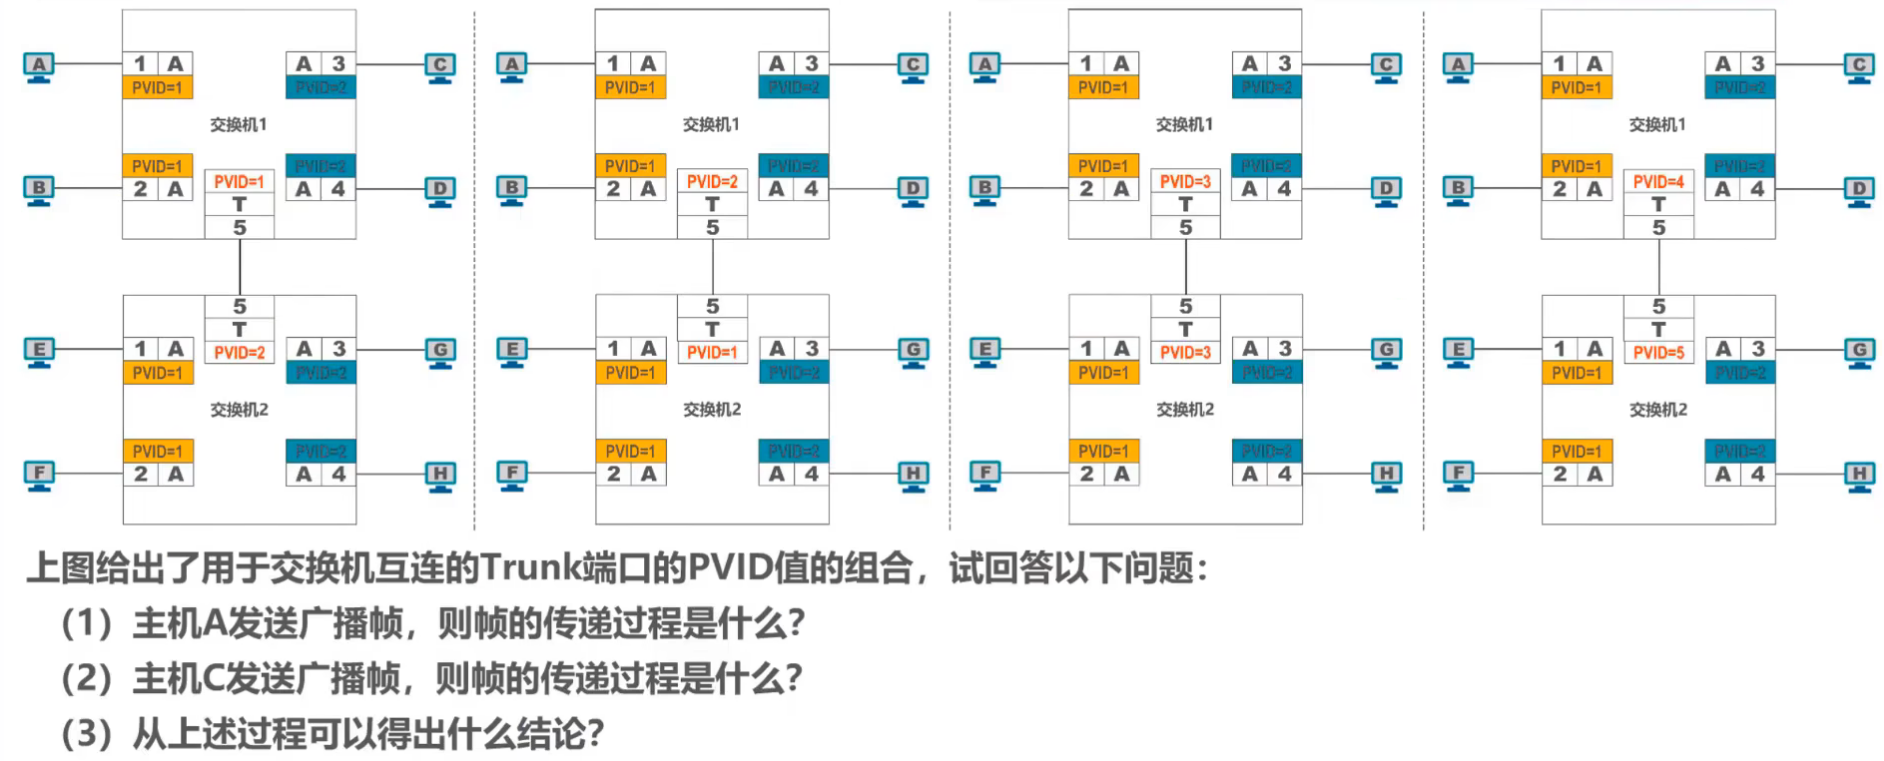 A 1 A A 3 C A 1 A A 3 C A 1 A A 3 C A 1 A A 3 C
PVID=1 PVID=2 PVID=1 PVID=2 PVID=1 PVID=2 PVID=1 PVID=2
交换机1 交换机1 交换机1 交换机1
PVID=1 PVID=2 PVID=1 PVID=2 PVID=1 PVID=2 PVID=1 PVID=2
PVID=1 PVID=2 PVID=3 PVID=4
B 2 A A 4 D B 2 A A 4 D B 2 A A 4 D B 2 A A 4 D
T T T T
5 5 5 5
5 5 5 5
T T T T
E 1 A PVID=2 A 3 G E 1 A PVID=1 A 3 G E 1 A PVID=3 A 3 G E 1 A PVID=5 A 3 G
PVID=1 PVID=2 PVID=1 PVID=2 PVID=1 PVID=2 PVID=1 PVID=2
交换机2 交换机2 交换机2 交换机2
PVID=1 PVID=2 PVID=1 PVID=2 PVID=1 PVID=2 PVID=1 PVID=2
F 2 A A 4 H F 2 A A 4 H F 2 A A 4 H F 2 A A 4 H
上图给出了用于交换机互连的Trunk端口的PVID值的组合，试回答以下问题：
（1）主机A发送广播帧，则帧的传递过程是什么？
（2）主机C发送广播帧，则帧的传递过程是什么？
（3）从上述过程可以得出什么结论？